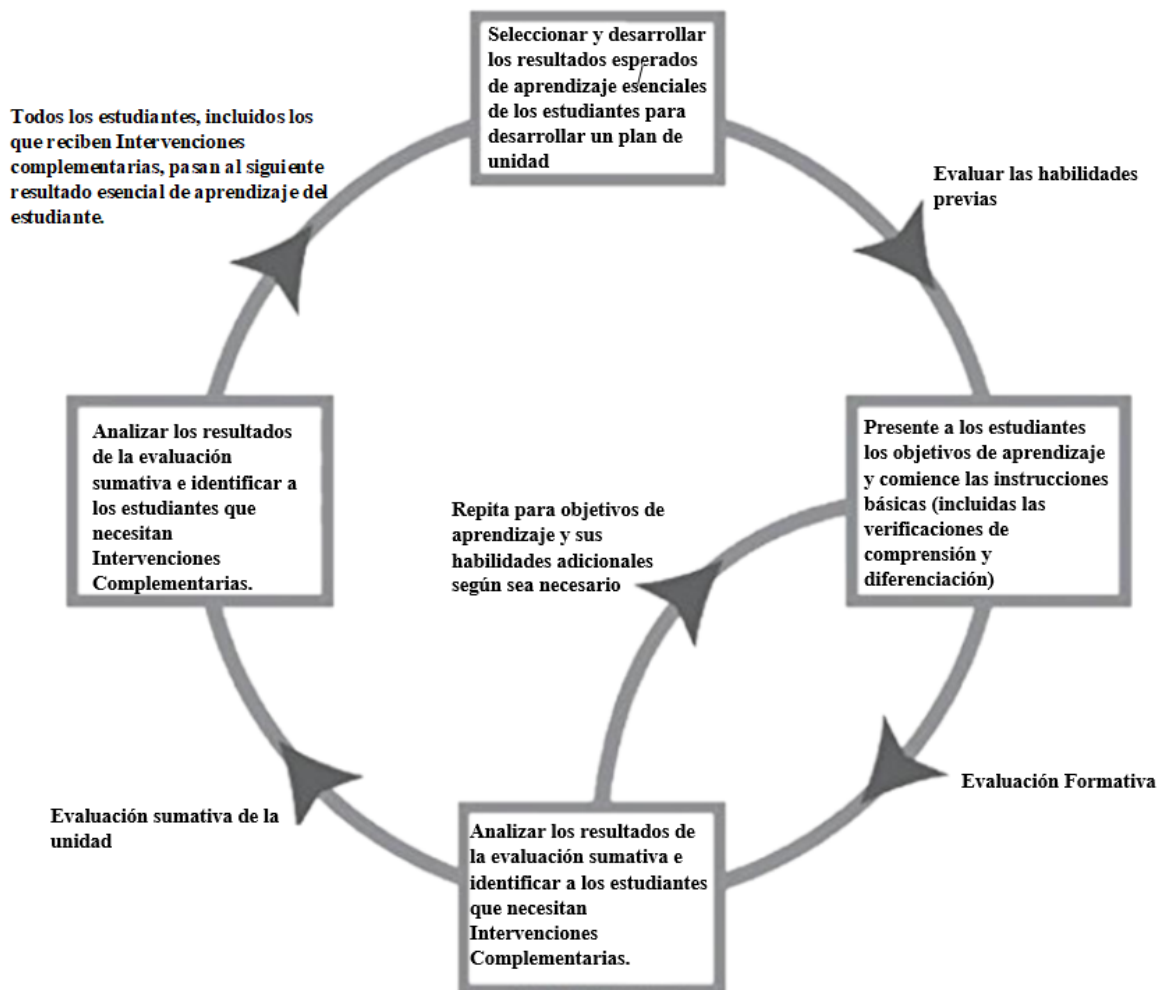 Seleccionar y desarrollar
los resultados esperados
de aprendizaje esenciales
de los estudiantes para
desarrollar un plan de
unidad
Todos los estudiantes, incluidos los
que reciben Intervenciones
complementarias, pasan al siguiente
resultado esencial de aprendizaje del
estudiante.
Evaluar las habilidades
previas
Analizar los resultados
de la evaluación
sumativa e identificar a
los estudiantes que
necesitan
Intervenciones
Complementarias.
Repita para objetivos de
aprendizaje y sus
habilidades adicionales
según sea necesario
Presente a los estudiantes
los objetivos de aprendizaje
y comience las instrucciones
básicas (incluidas las
verificaciones de
comprensión y
diferenciación)
Evaluación sumativa de la
unidad
Evaluación Formativa
Analizar los resultados de
la evaluación sumativa e
identificar a los estudiantes
que necesitan
Intervenciones
Complementarias.